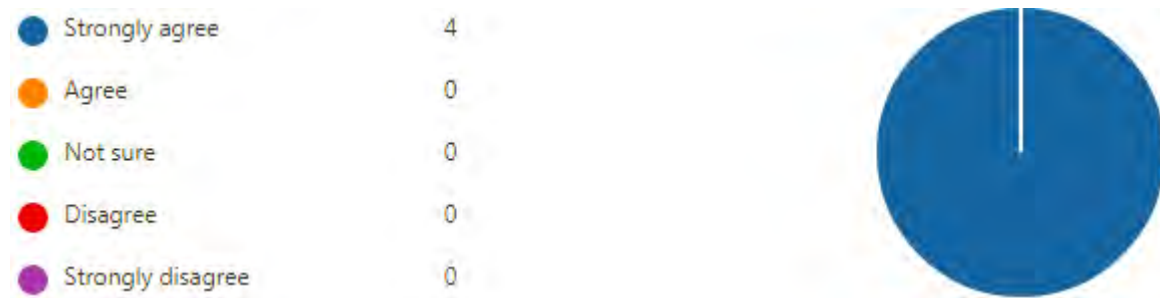 Strongly agree 4
Agree 0
Not sure 0
Disagree 0
Strongly disagree 0